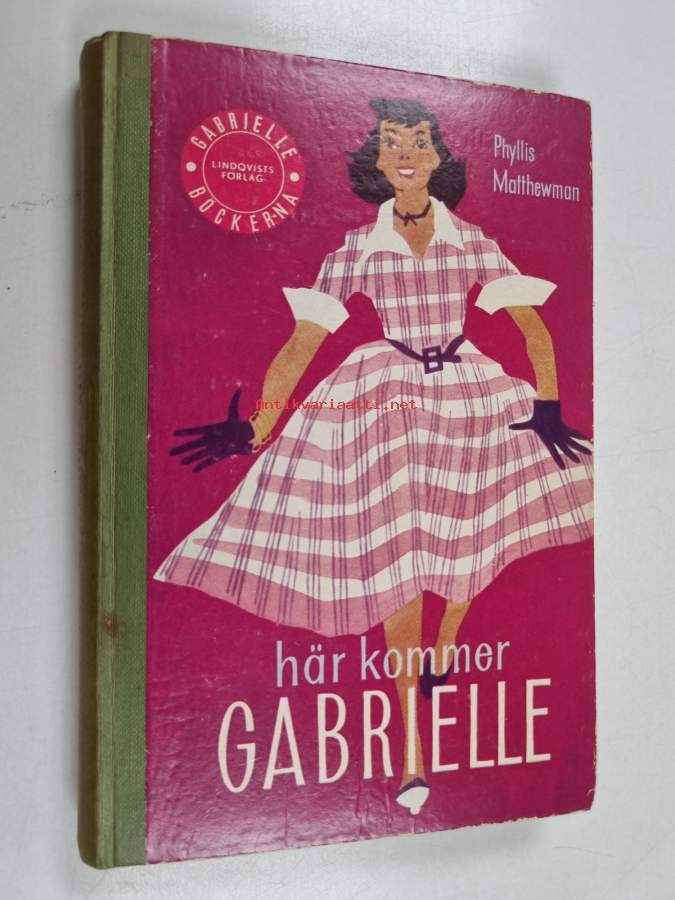 GABRIELLE
LINDQVISTS
FÖRLAG
BÖCKERNA
Phyllis
Matthewman
antikvariaatti.net
här kommer
GABRIELLE